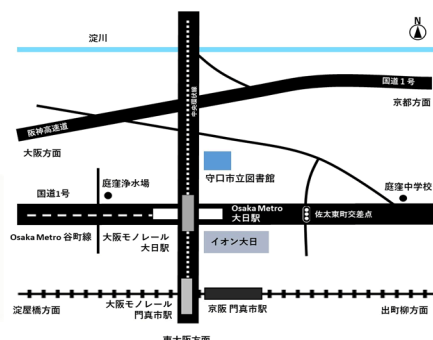 淀川
N
国道１号
中央環状線
京都方面
阪神高速道
大阪方面
守口市立図書館
庭窪浄水場
庭窪中学校
国道1号
Osaka Metro
大日駅
佐太東町交差点
Osaka Metro 谷町線
大阪モノレール
大日駅
イオン大日
大阪モノレール
門真市駅
京阪 門真市駅
淀屋橋方面
出町柳方面
東大阪方面